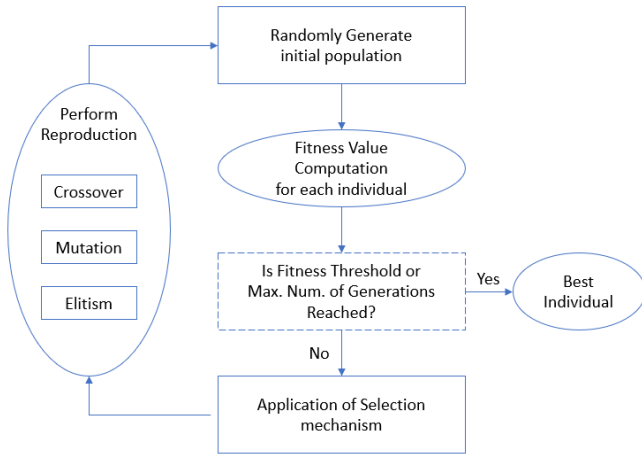 Randomly Generate
initial population
Perform
Reproduction
Crossover
Mutation
Elitism
Fitness Value
Computation
for each individual
Is Fitness Threshold or
Max. Num. of Generations
Reached?
Yes
Best
Individual
No
Application of Selection
mechanism